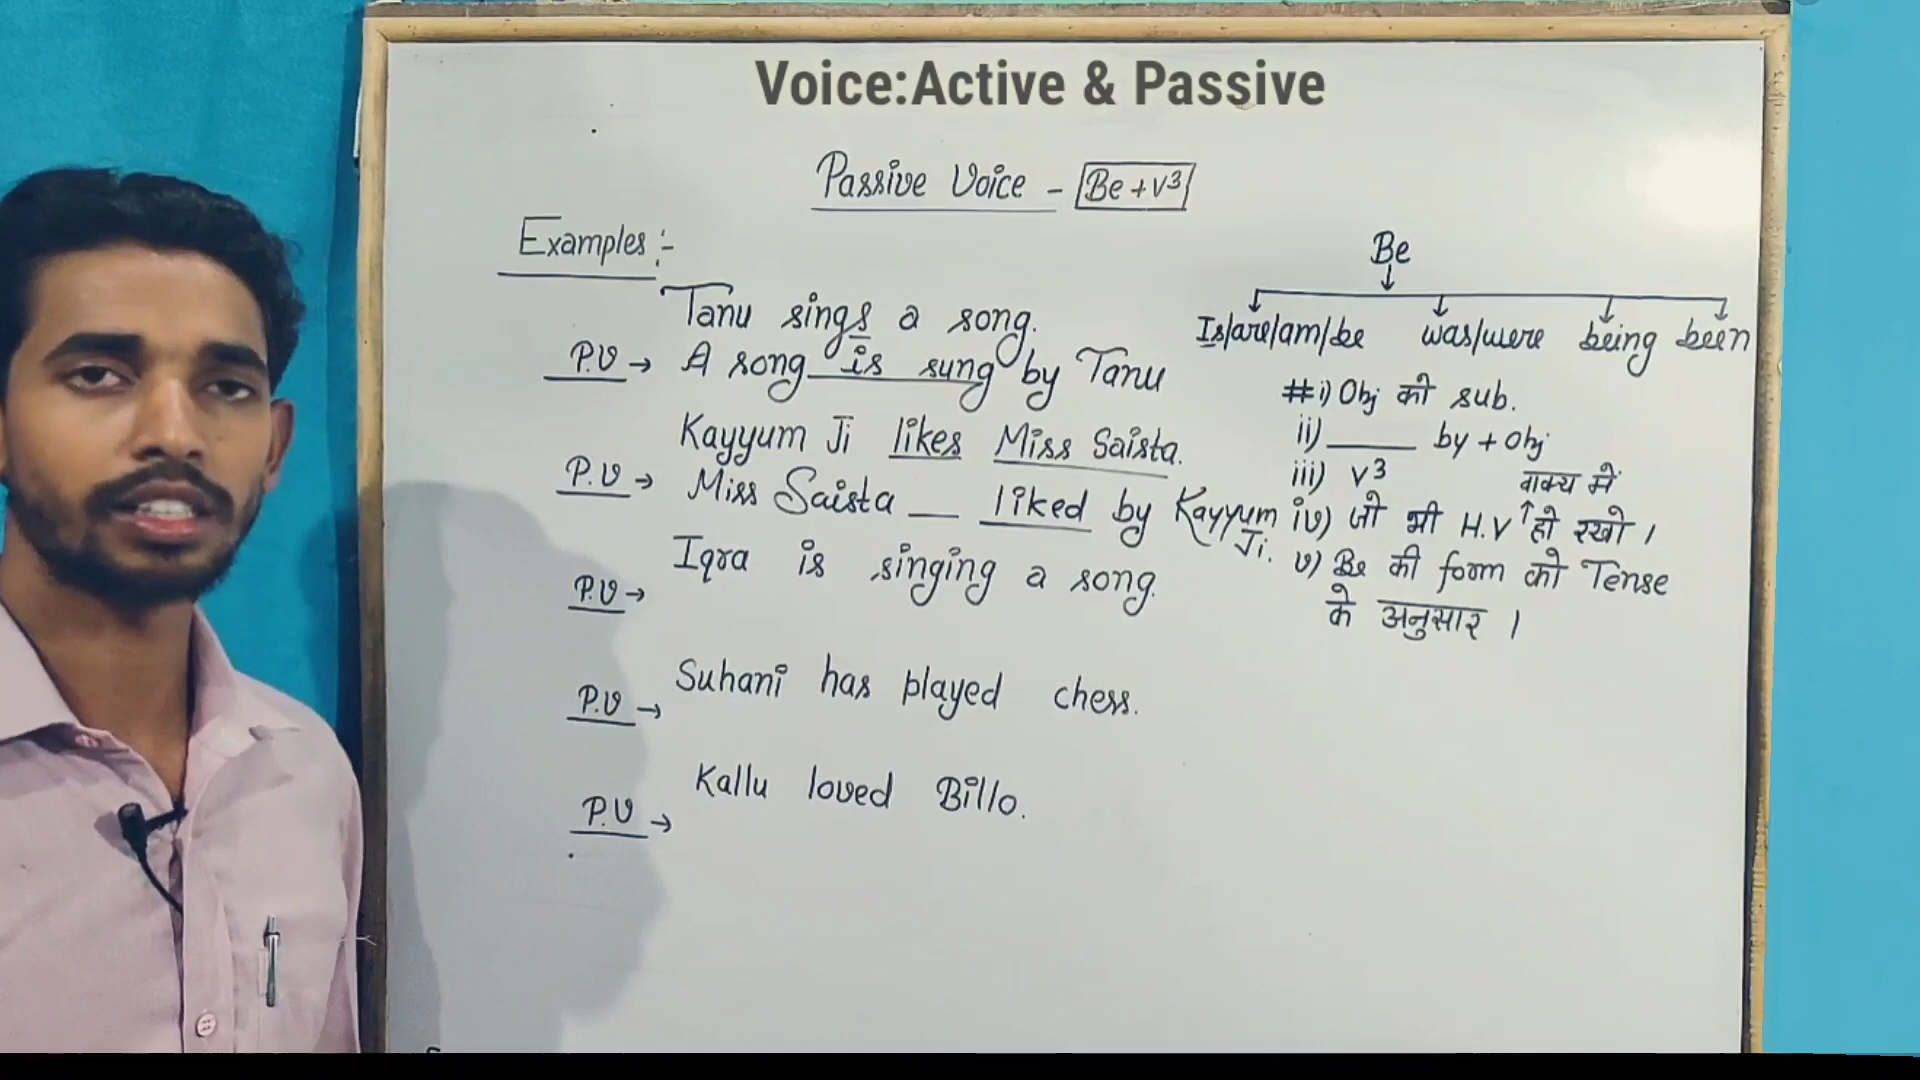 Voice:Active & Passive
Passive Voice - Be + V3
Examples :-
Tanu sings a song.
P.V → A song is sung by Tanu
Kayyum Ji likes Miss Saista.
P.V → Miss Saista __ liked by Kayyum Ji.
Iqra is singing a song.
P.V →
Suhani has played chess.
P.V →
Kallu loved Billo.
P.V →
Be
Is/are/am/be was/were being been
# i) Obj को sub.
ii) ____ by + Obj
iii) V3
iv) जो भी H.V ↑ हो रखो ।
वाक्य में
v) Be की form को Tense
के अनुसार ।